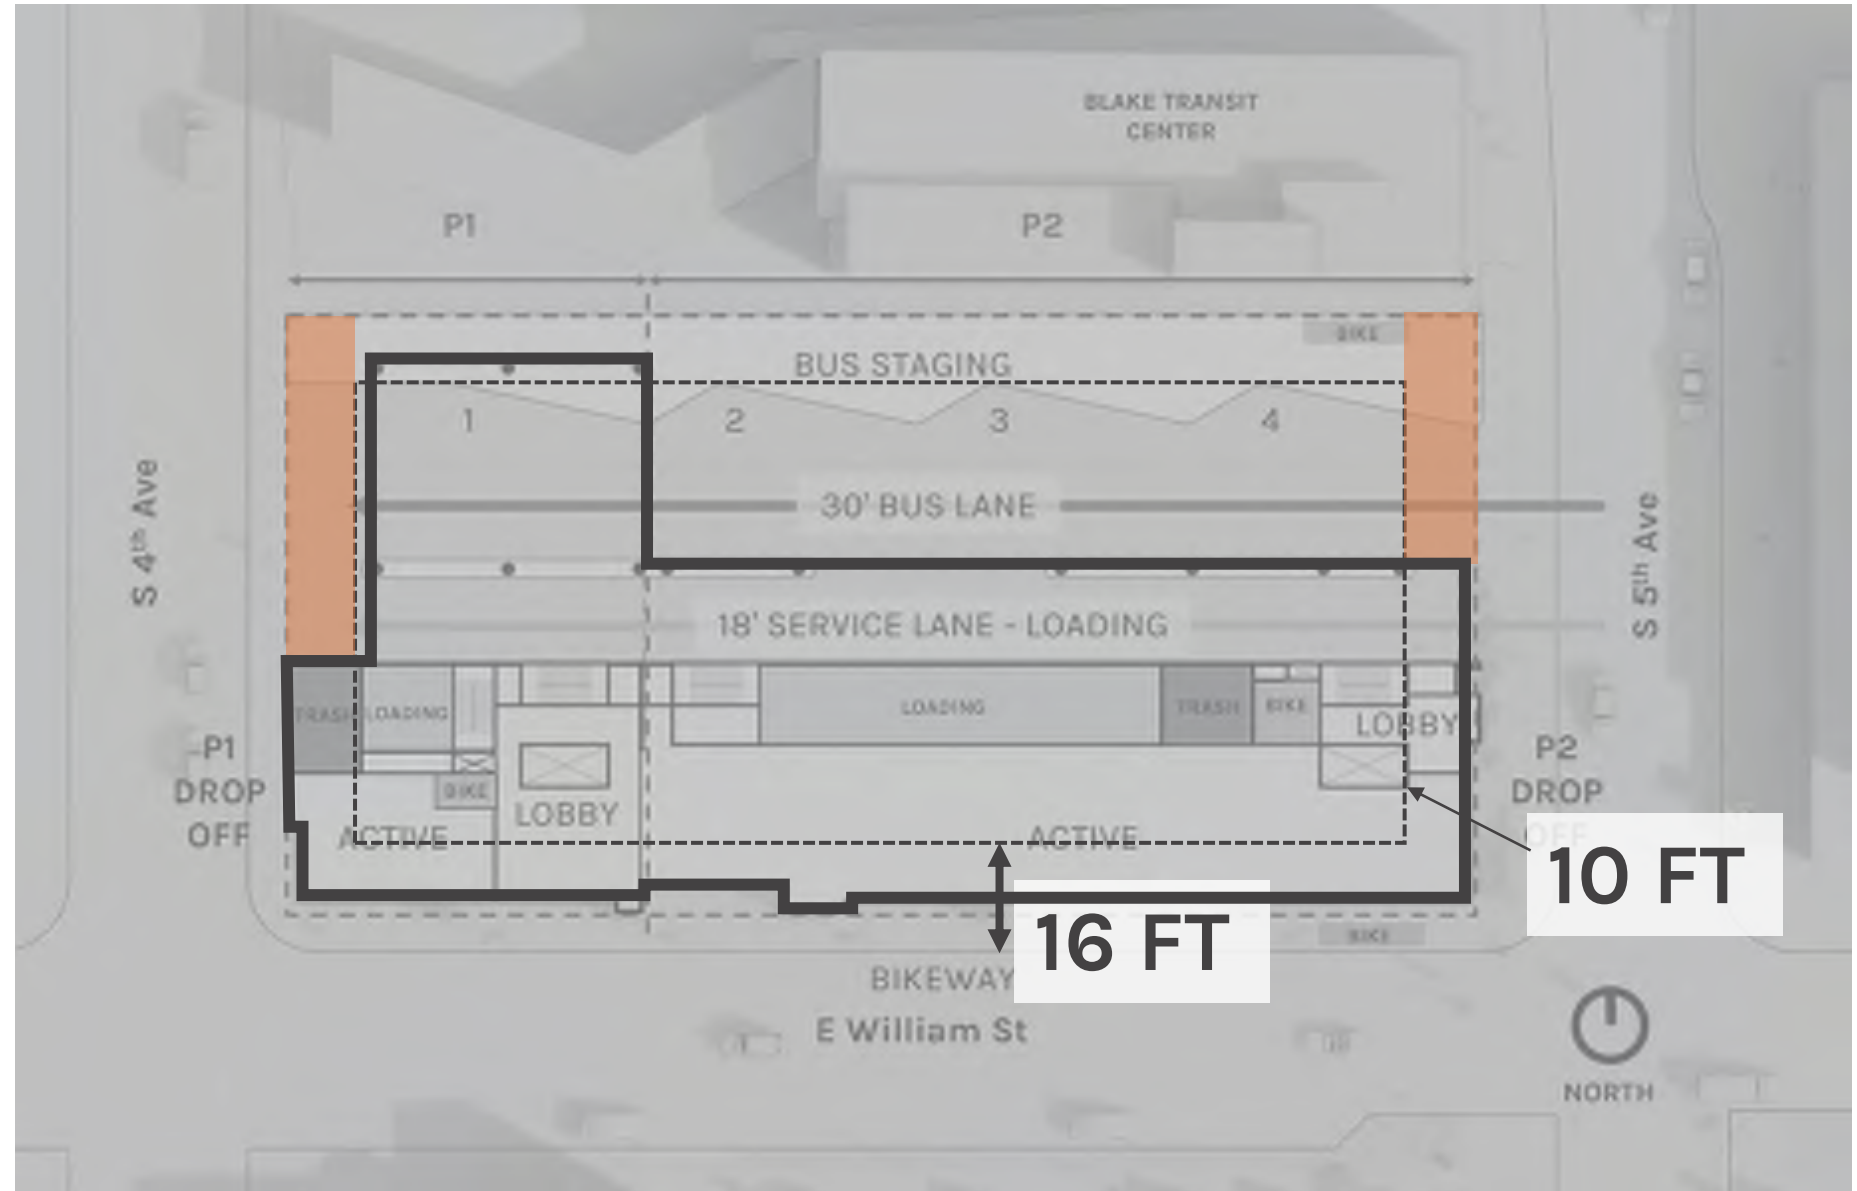 BLAKE TRANSIT
CENTER
P1
P2
BIKE
BUS STAGING
1
2
3
4
30' BUS LANE
S 4th Ave
S 5th Ave
18' SERVICE LANE - LOADING
TRASH
LOADING
LOADING
TRASH
BIKE
LOBBY
P1
DROP
OFF
BIKE
LOBBY
ACTIVE
ACTIVE
P2
DROP
OFF
10 FT
16 FT
BIKE
BIKEWAY
E William St
NORTH